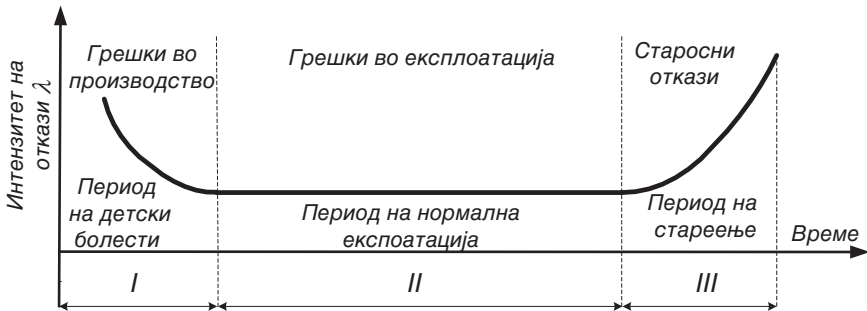 Интензитет на
откази λ
Грешки во
производство
Грешки во експлоатација
Старосни
откази
Период
на детски
болести
Период на нормална
експоатација
Период на
стареење
Време
I
II
III